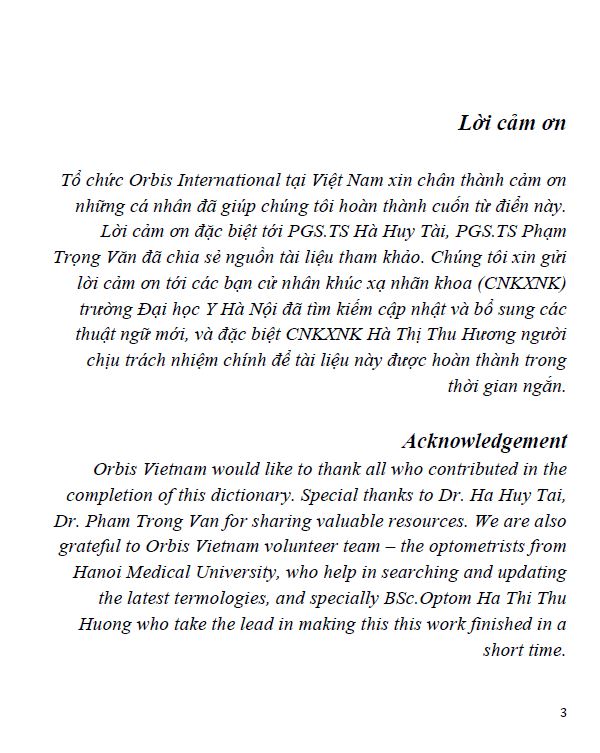 Lời cảm ơn
Tổ chức Orbis International tại Việt Nam xin chân thành cảm ơn
những cá nhân đã giúp chúng tôi hoàn thành cuốn từ điển này.
Lời cảm ơn đặc biệt tới PGS.TS Hà Huy Tài, PGS.TS Phạm
Trọng Văn đã chia sẻ nguồn tài liệu tham khảo. Chúng tôi xin gửi
lời cảm ơn tới các bạn cử nhân khúc xạ nhãn khoa (CNKXNK)
trường Đại học Y Hà Nội đã tìm kiếm cập nhật và bổ sung các
thuật ngữ mới, và đặc biệt CNKXNK Hà Thị Thu Hương người
chịu trách nhiệm chính để tài liệu này được hoàn thành trong
thời gian ngắn.
Acknowledgement
Orbis Vietnam would like to thank all who contributed in the
completion of this dictionary. Special thanks to Dr. Ha Huy Tai,
Dr. Pham Trong Van for sharing valuable resources. We are also
grateful to Orbis Vietnam volunteer team – the optometrists from
Hanoi Medical University, who help in searching and updating
the latest termologies, and specially BSc.Optom Ha Thi Thu
Huong who take the lead in making this this work finished in a
short time.
3